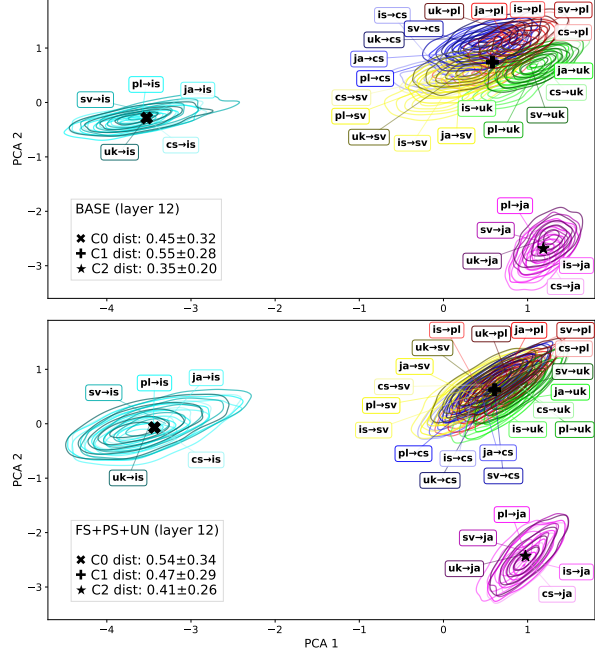 is→cs
uk→pl
ja→pl
is→pl
sv→pl
uk→cs
sv→cs
cs→pl
ja→cs
pl→cs
ja→uk
cs→uk
cs→sv
pl→sv
uk→sv
is→sv
ja→sv
is→uk
pl→uk
sv→uk
pl→is
ja→is
sv→is
uk→is
cs→is
pl→ja
sv→ja
uk→ja
is→ja
cs→ja
PCA 2
1
0
−1
−2
−3
BASE (layer 12)
C0 dist: 0.45±0.32
C1 dist: 0.55±0.28
C2 dist: 0.35±0.20
−4
−3
−2
−1
0
1
is→pl
uk→pl
ja→pl
sv→pl
uk→sv
cs→pl
ja→sv
sv→uk
cs→sv
ja→uk
pl→sv
cs→uk
is→sv
is→uk
pl→uk
pl→cs
is→cs
ja→cs
uk→cs
sv→cs
ja→is
pl→is
sv→is
cs→is
uk→is
pl→ja
sv→ja
uk→ja
is→ja
cs→ja
PCA 2
1
0
−1
−2
−3
FS+PS+UN (layer 12)
C0 dist: 0.54±0.34
C1 dist: 0.47±0.29
C2 dist: 0.41±0.26
−4
−3
−2
−1
0
1
PCA 1